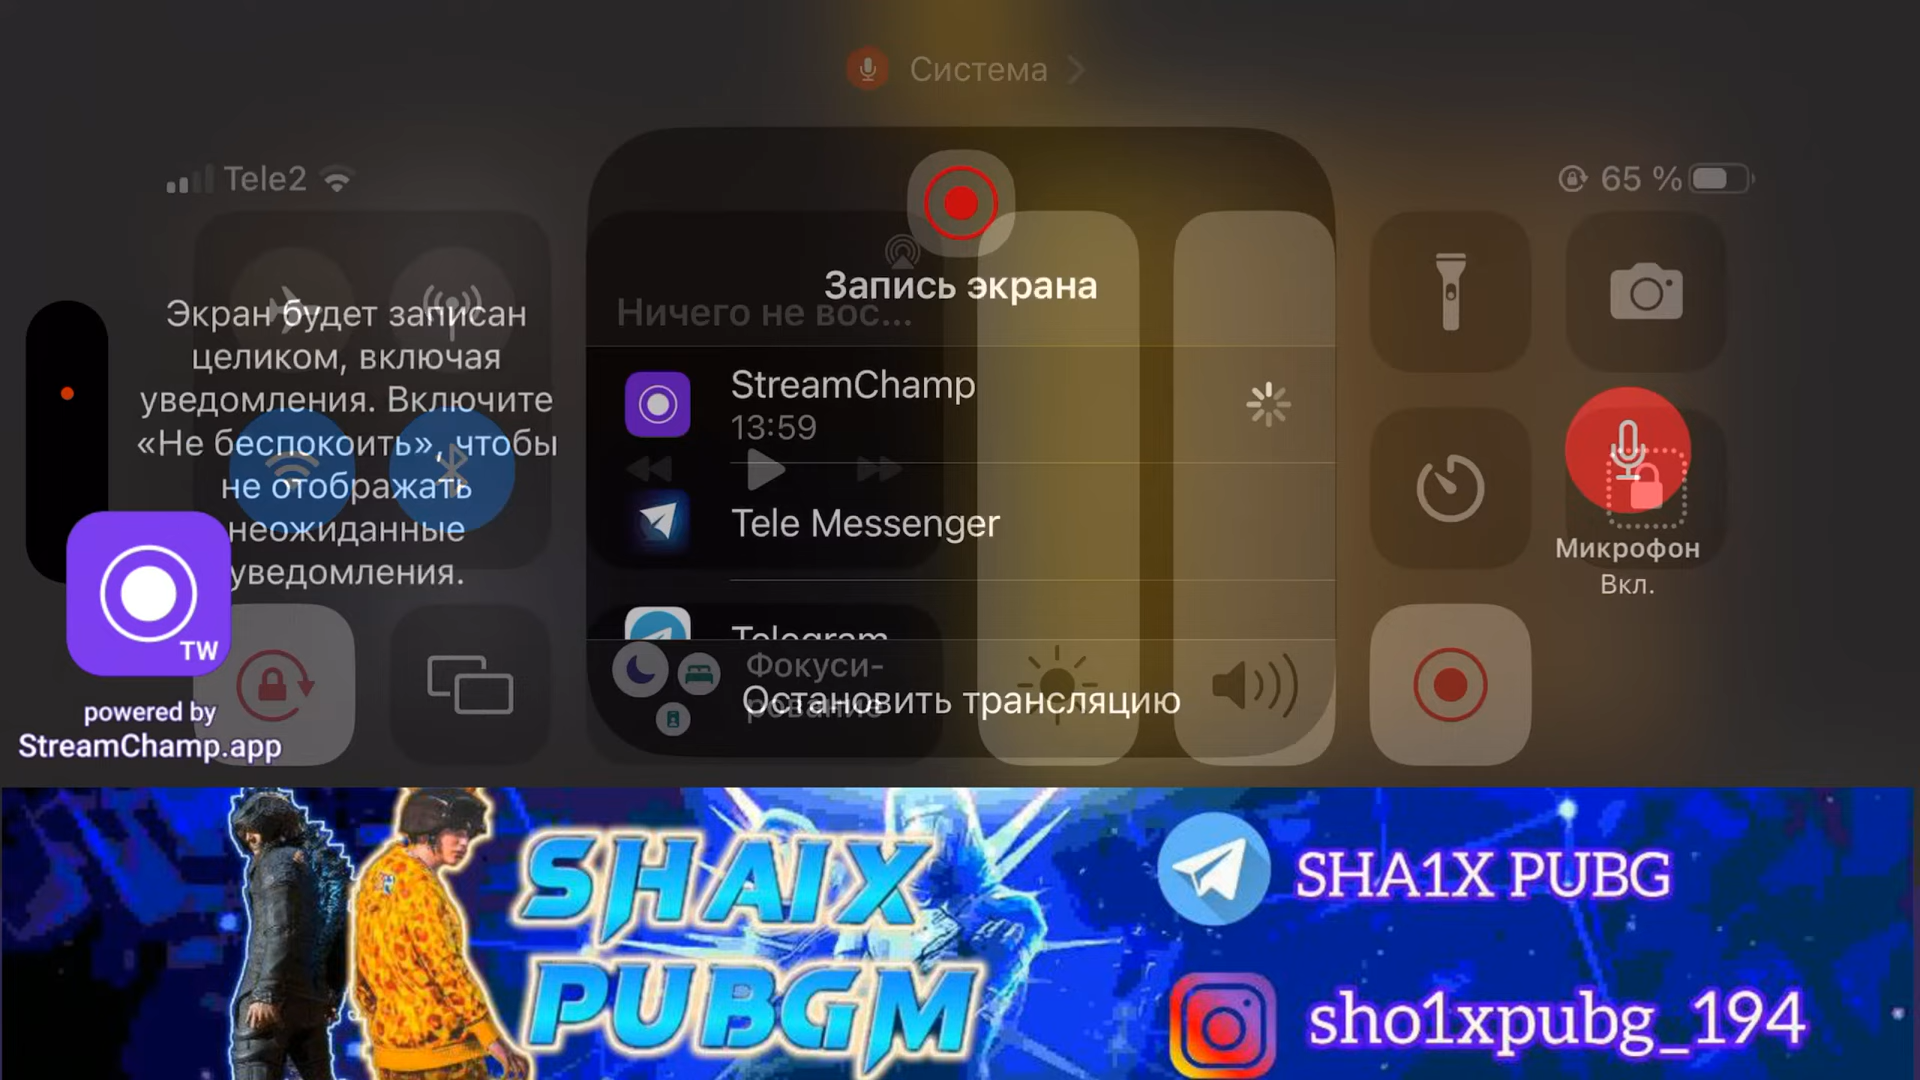 Система
Tele2
65 %
Запись экрана
Ничего не вос...
Экран будет записан
целиком, включая
уведомления. Включите
«Не беспокоить», чтобы
не отображать
неожиданные
уведомления.
StreamChamp
13:59
Tele Messenger
Telegram
Фокуси-
рование
Остановить трансляцию
Микрофон
Вкл.
TW
powered by
StreamChamp.app
SHAIX
PUBGM
SHA1X PUBG
sho1xpubg_194